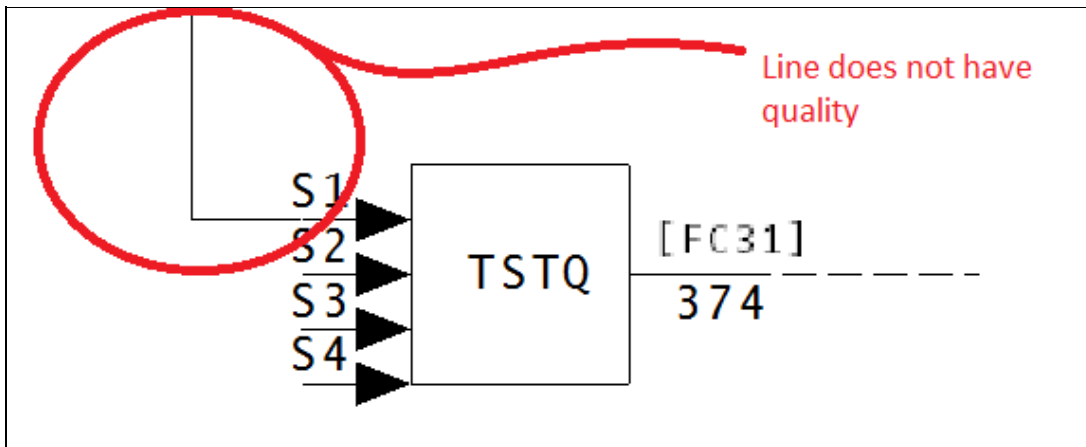 Line does not have
quality
S1
S2
S3
S4
TSTQ
[FC31]
374